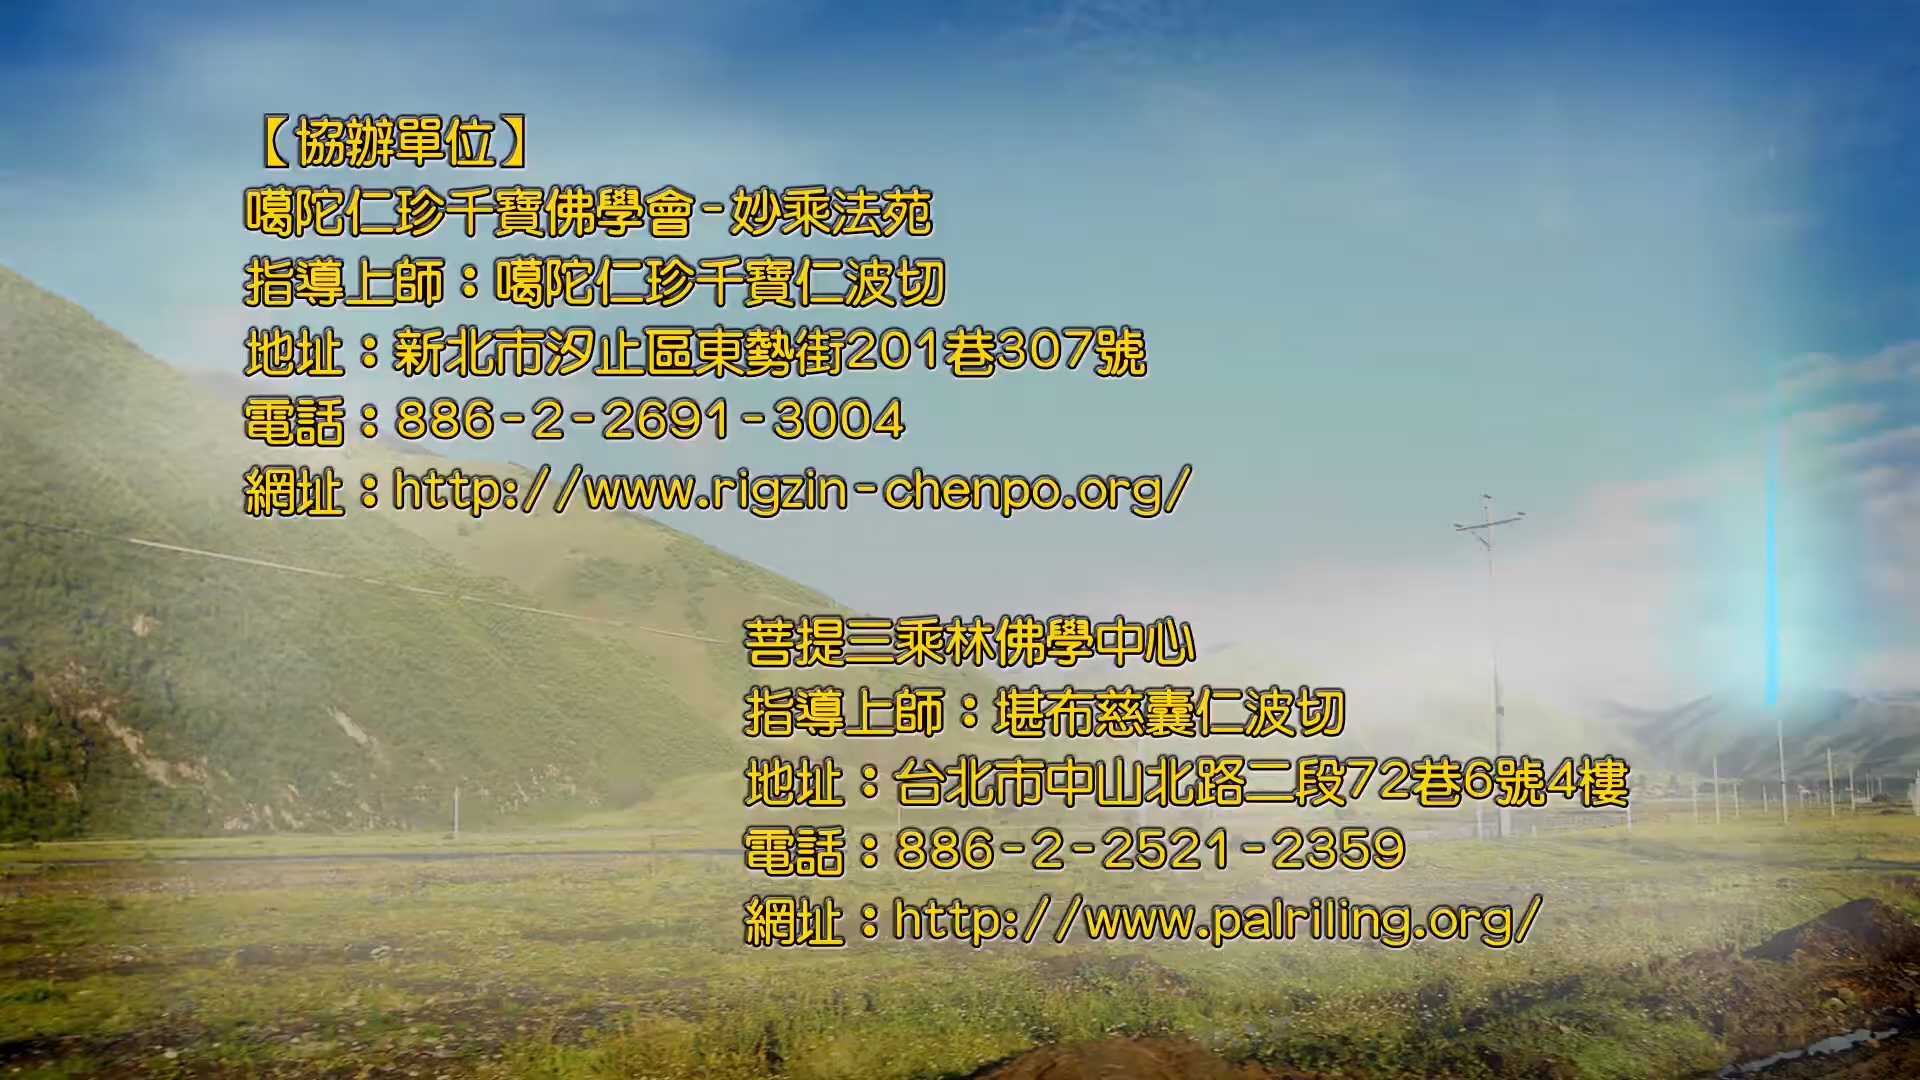 【協辦單位】
噶陀仁珍千寶佛學會-妙乘法苑
指導上師：噶陀仁珍千寶仁波切
地址：新北市汐止區東勢街201巷307號
電話：886-2-2691-3004
網址：http://www.rigzin-chenpo.org/
菩提三乘林佛學中心
指導上師：堪布慈囊仁波切
地址：台北市中山北路二段72巷6號4樓
電話：886-2-2521-2359
網址：http://www.palriling.org/